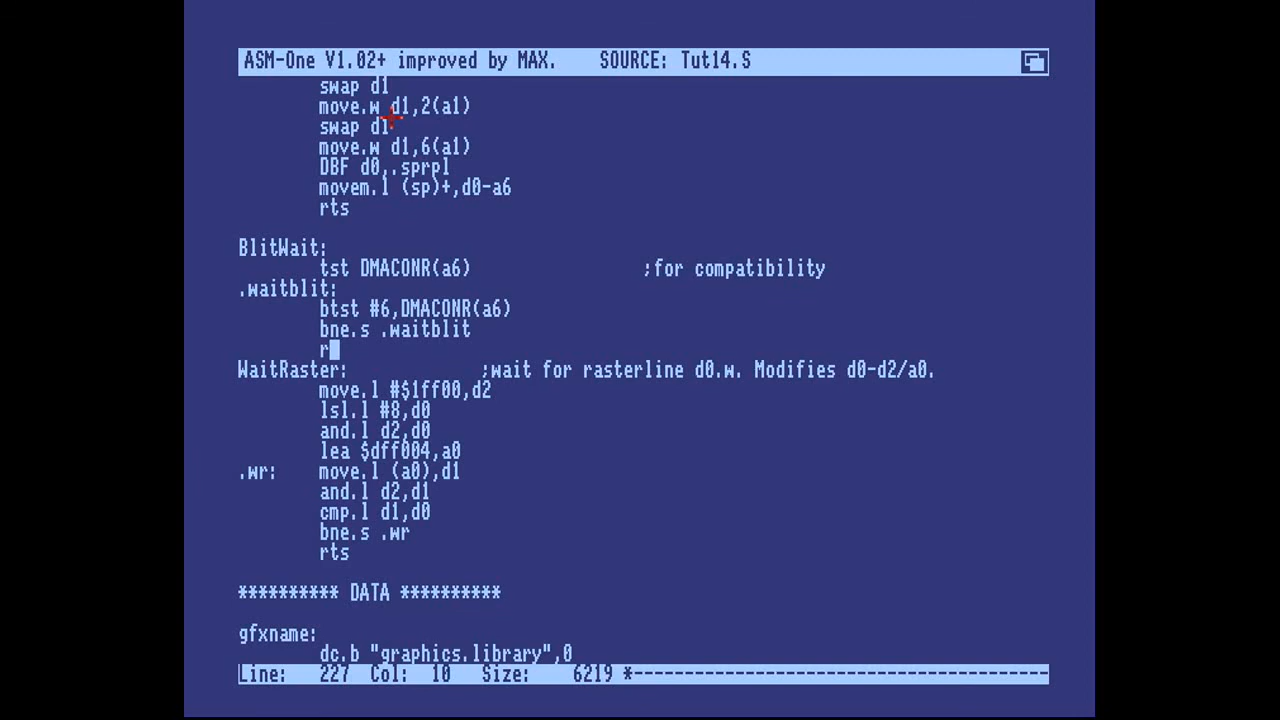 ASM-One V1.02+ improved by MAX.    SOURCE: Tut14.S
swap d1
move.w d1,2(a1)
swap d1
move.w d1,6(a1)
DBF d0,.sprpl
movem.l (sp)+,d0-a6
rts
BlitWait:
tst DMACONR(a6)                 ;for compatibility
.waitblit:
btst #6,DMACONR(a6)
bne.s .waitblit
r
WaitRaster:             ;wait for rasterline d0.w. Modifies d0-d2/a0.
move.l #$1ff00,d2
lsl.l #8,d0
and.l d2,d0
lea $dff004,a0
.wr:    move.l (a0),d1
and.l d2,d1
cmp.l d1,d0
bne.s .wr
rts
********** DATA **********
gfxname:
dc.b "graphics.library",0
Line:   227  Col:  10   Size:    6219 *-----------------------------------------